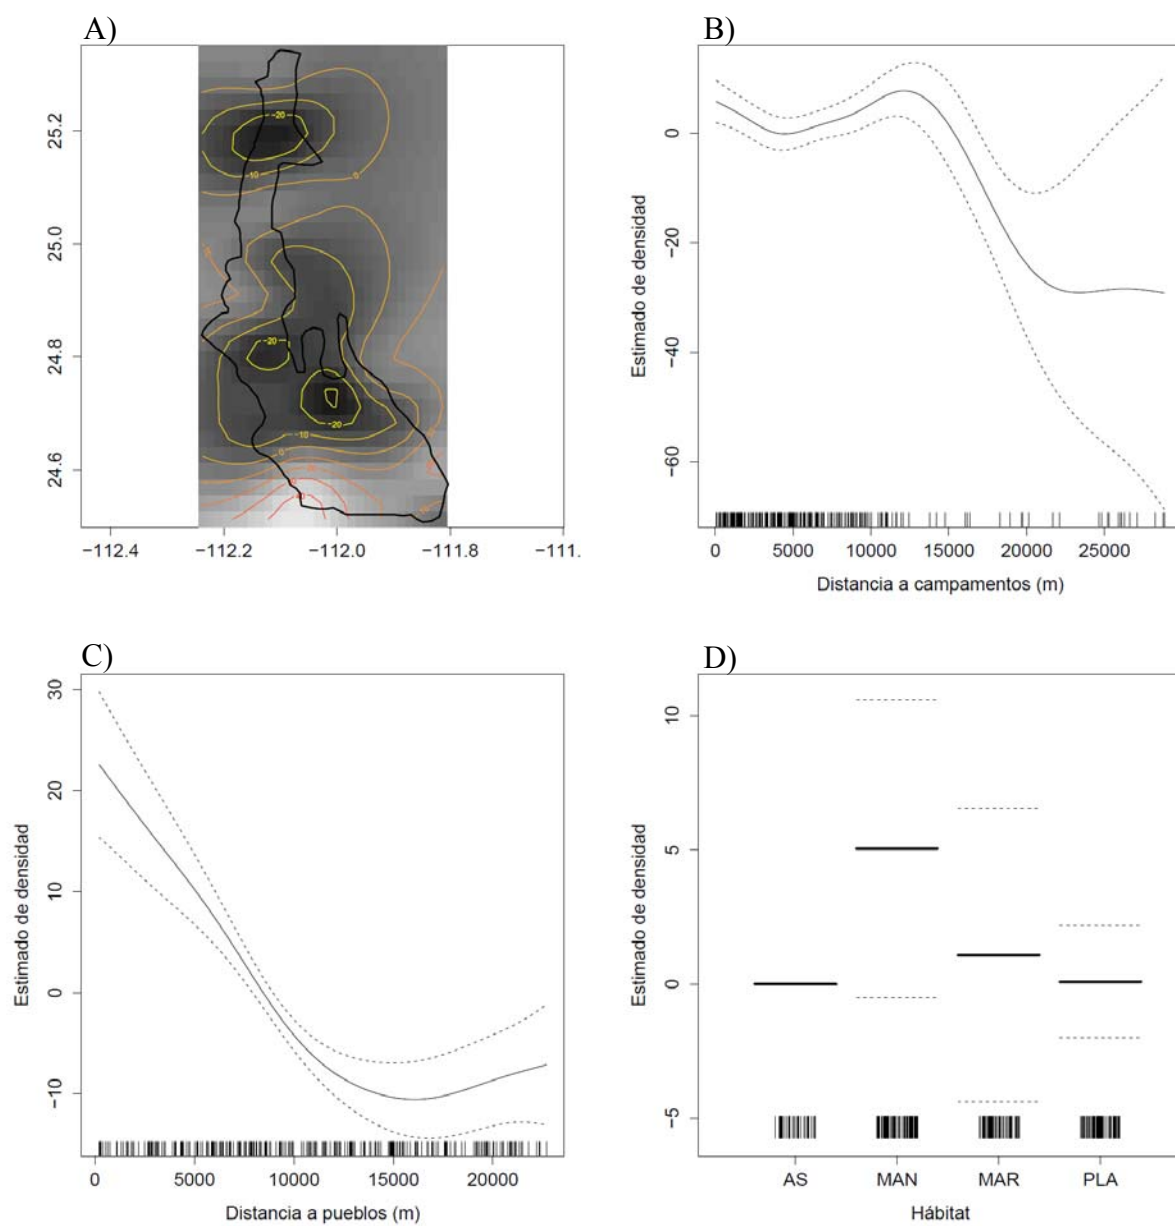 A)
25.2
25.0
24.8
24.6
−112.4
−112.2
−112.0
−111.8
−111.
−20
−10
0
−20
−20
−10
0
B)
Estimado de densidad
0
−20
−40
−60
0
5000
10000
15000
20000
25000
Distancia a campamentos (m)
C)
Estimado de densidad
30
20
10
0
−10
0
5000
10000
15000
20000
Distancia a pueblos (m)
D)
Estimado de densidad
10
5
0
−5
AS
MAN
MAR
PLA
Hábitat